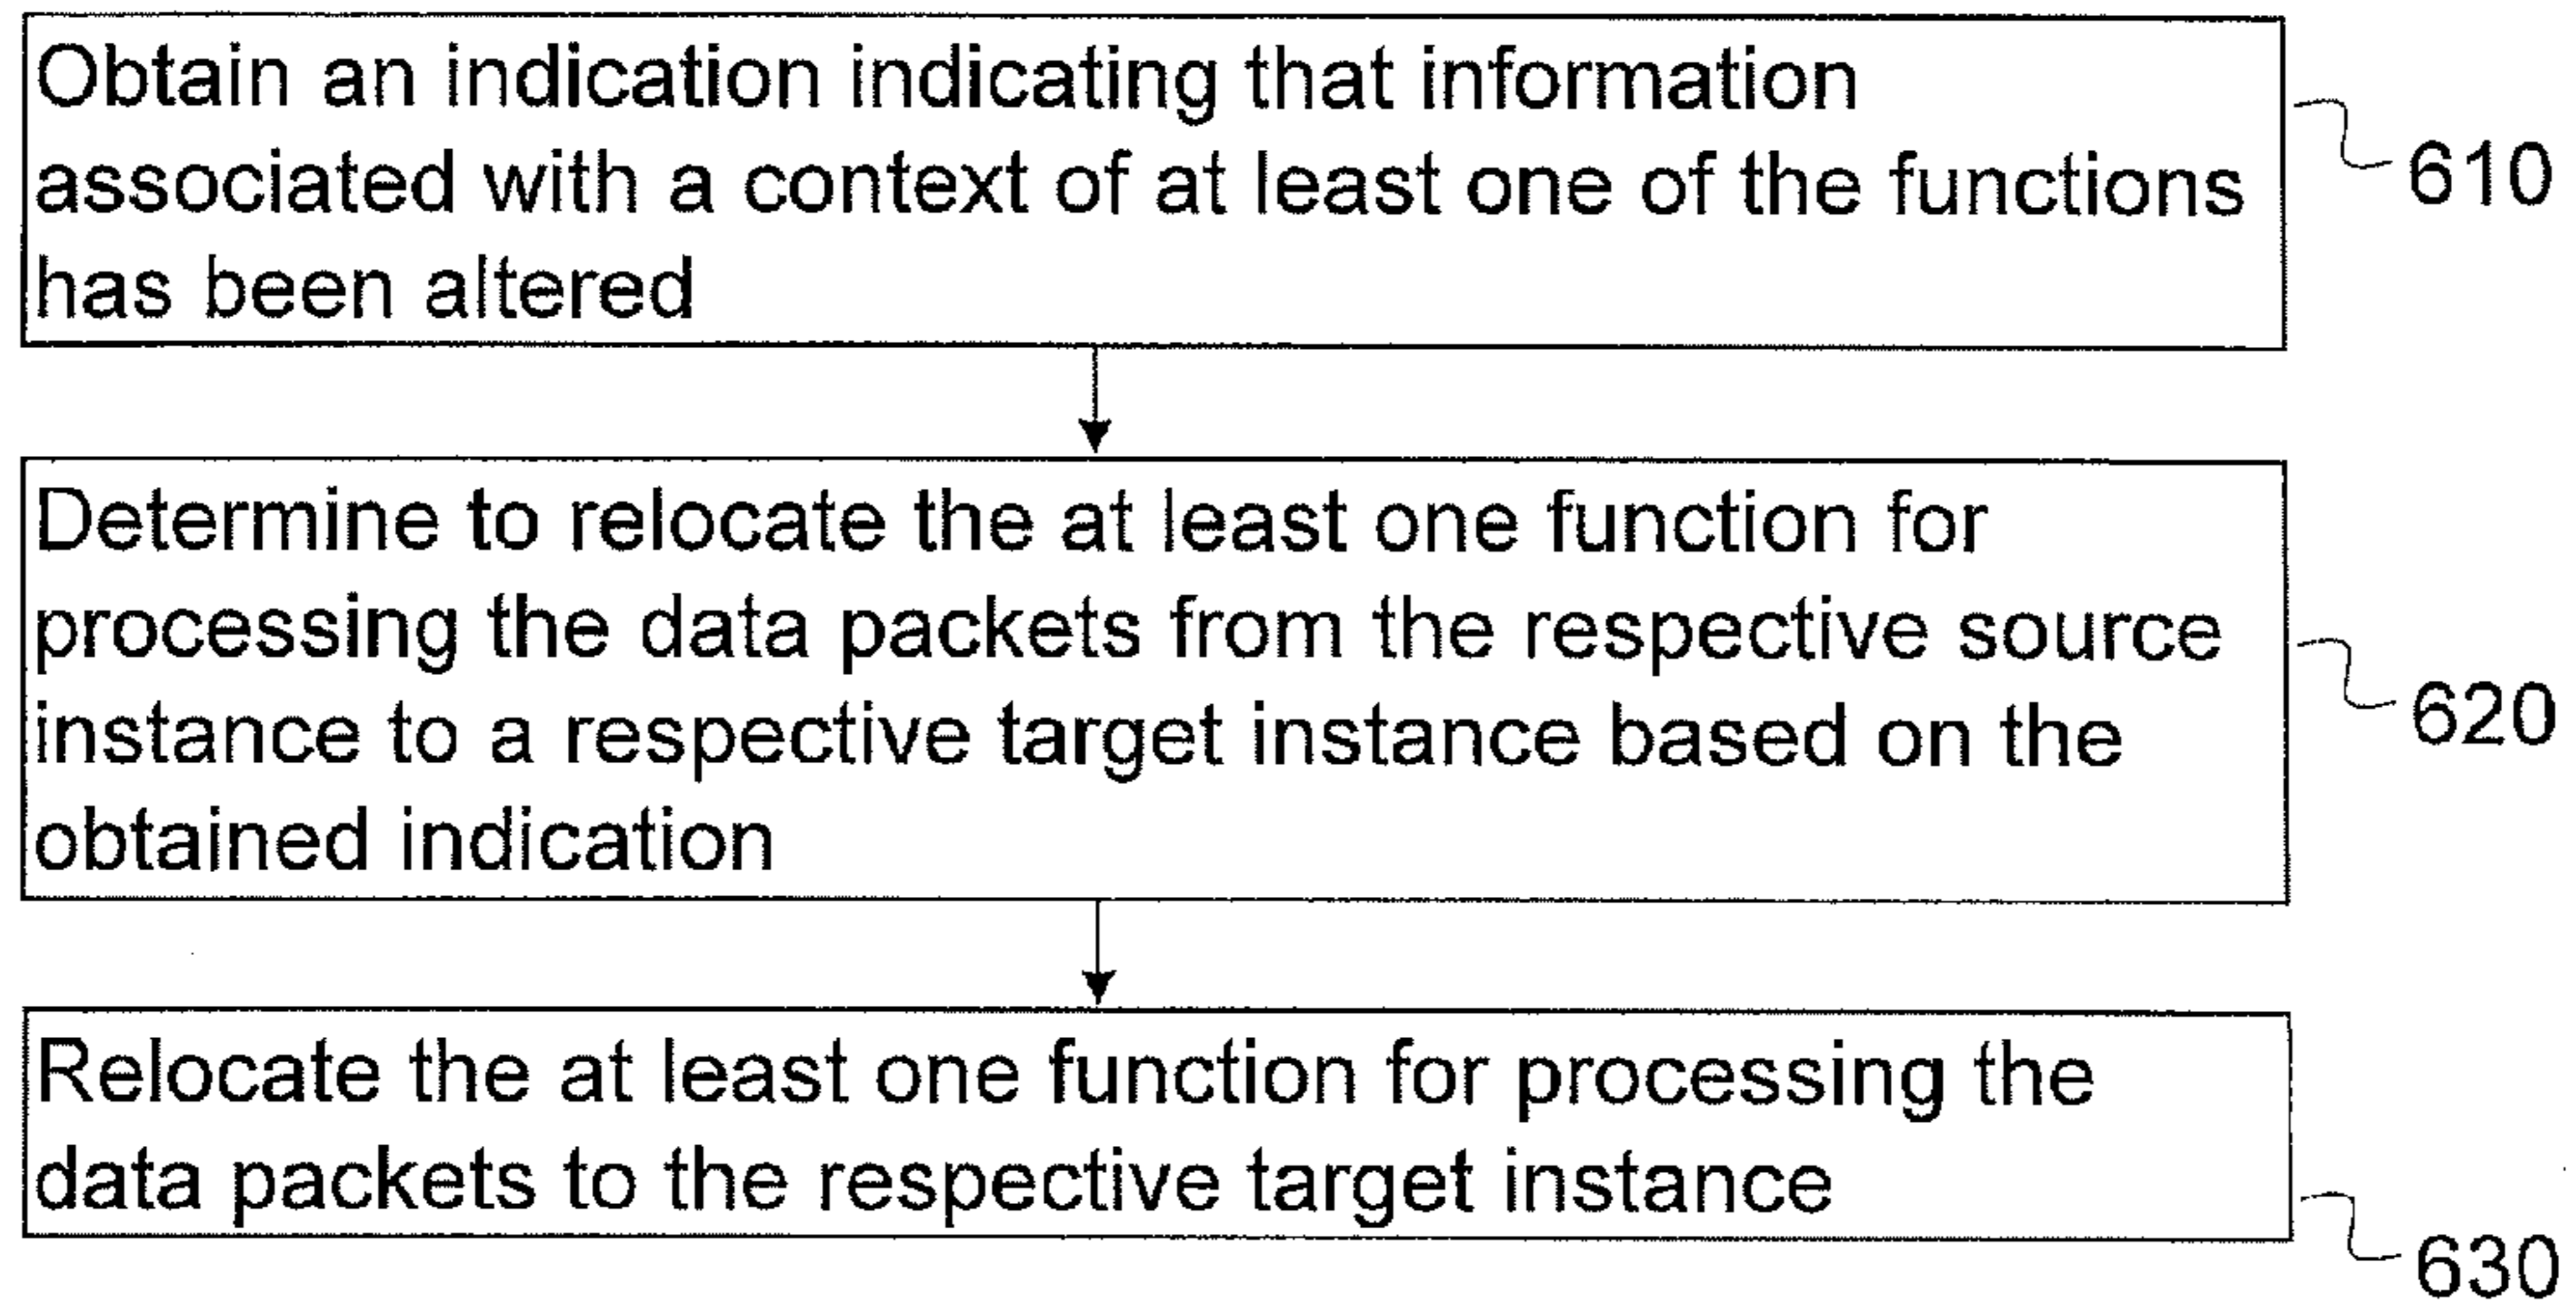 Obtain an indication indicating that information
associated with a context of at least one of the functions
has been altered
610
Determine to relocate the at least one function for
processing the data packets from the respective source
instance to a respective target instance based on the
obtained indication
620
Relocate the at least one function for processing the
data packets to the respective target instance
630